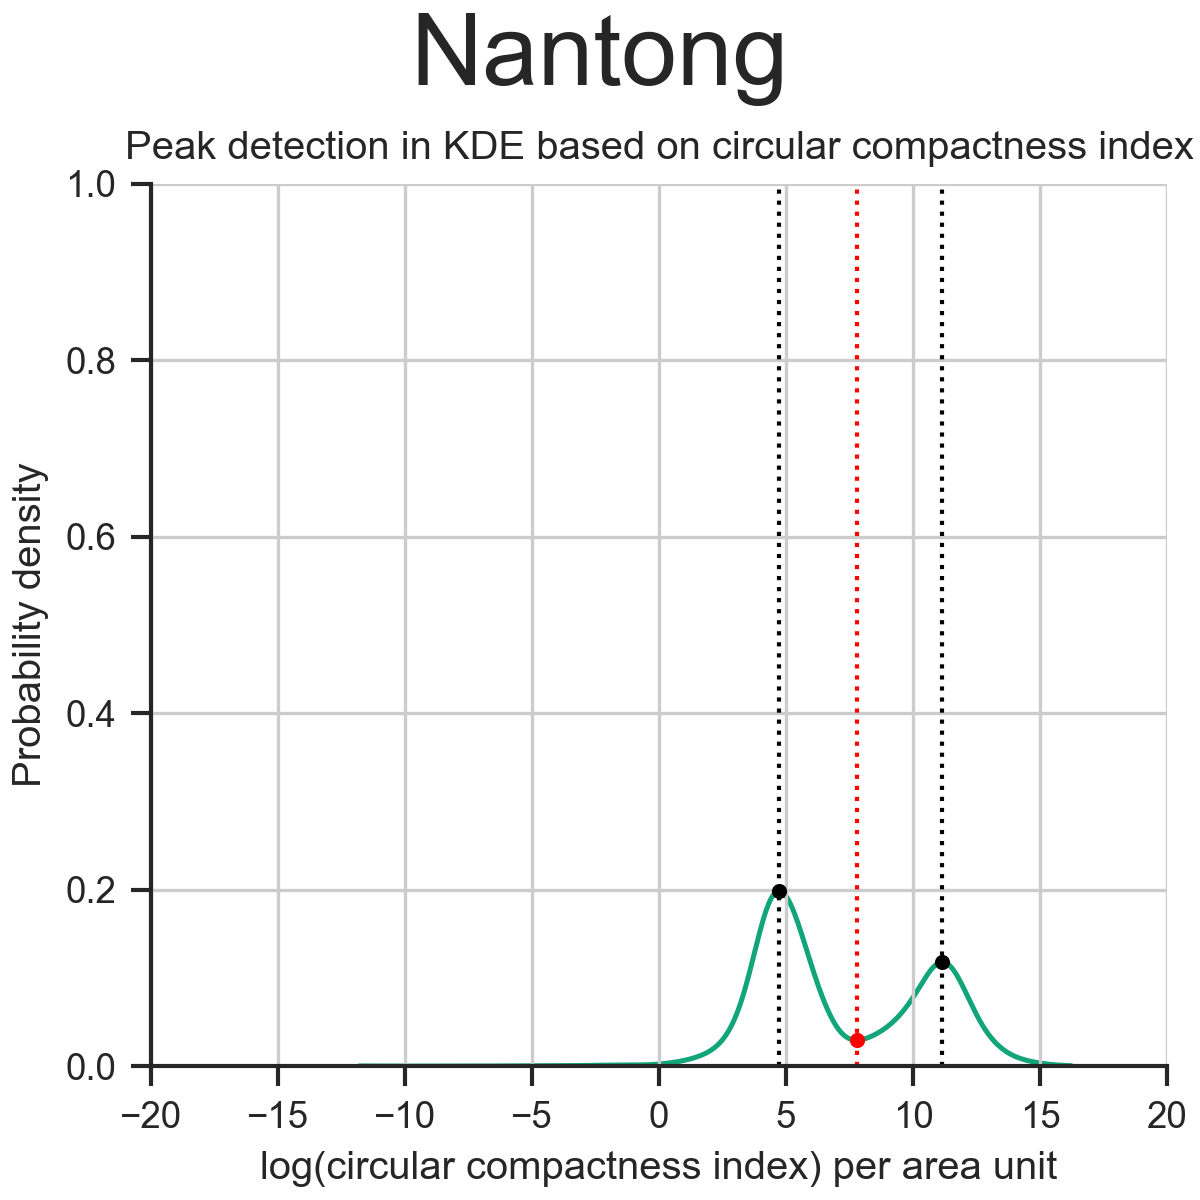 Nantong
Peak detection in KDE based on circular compactness index
1.0
0.8
0.6
0.4
0.2
0.0
Probability density
−20 −15 −10 −5 0 5 10 15 20
log(circular compactness index) per area unit